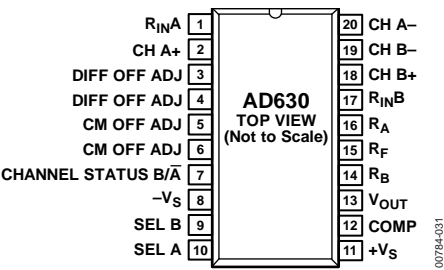 RINA 1
CH A+ 2
DIFF OFF ADJ 3
DIFF OFF ADJ 4
CM OFF ADJ 5
CM OFF ADJ 6
CHANNEL STATUS B/A̅ 7
–VS 8
SEL B 9
SEL A 10
AD630
TOP VIEW
(Not to Scale)
20 CH A–
19 CH B–
18 CH B+
17 RINB
16 RA
15 RF
14 RB
13 VOUT
12 COMP
11 +VS
00784-031